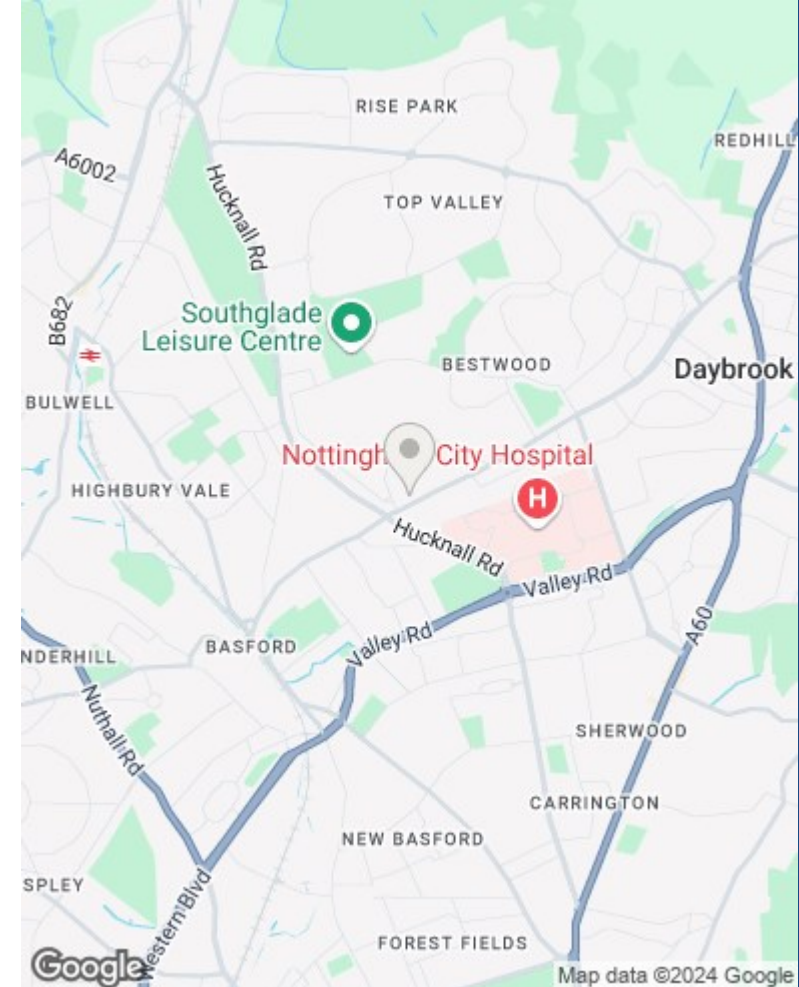 RISE PARK
REDHILL
A6002
Hucknall Rd
TOP VALLEY
B682
Southglade
Leisure Centre
BESTWOOD
Daybrook
BULWELL
Nottingh City Hospital
H
HIGHBURY VALE
Hucknall Rd
Valley Rd
A60
BASFORD
Valley Rd
NDERHILL
Nuthall Rd
SHERWOOD
CARRINGTON
NEW BASFORD
SPLEY
Western Blvd
FOREST FIELDS
Google
Map data ©2024 Google